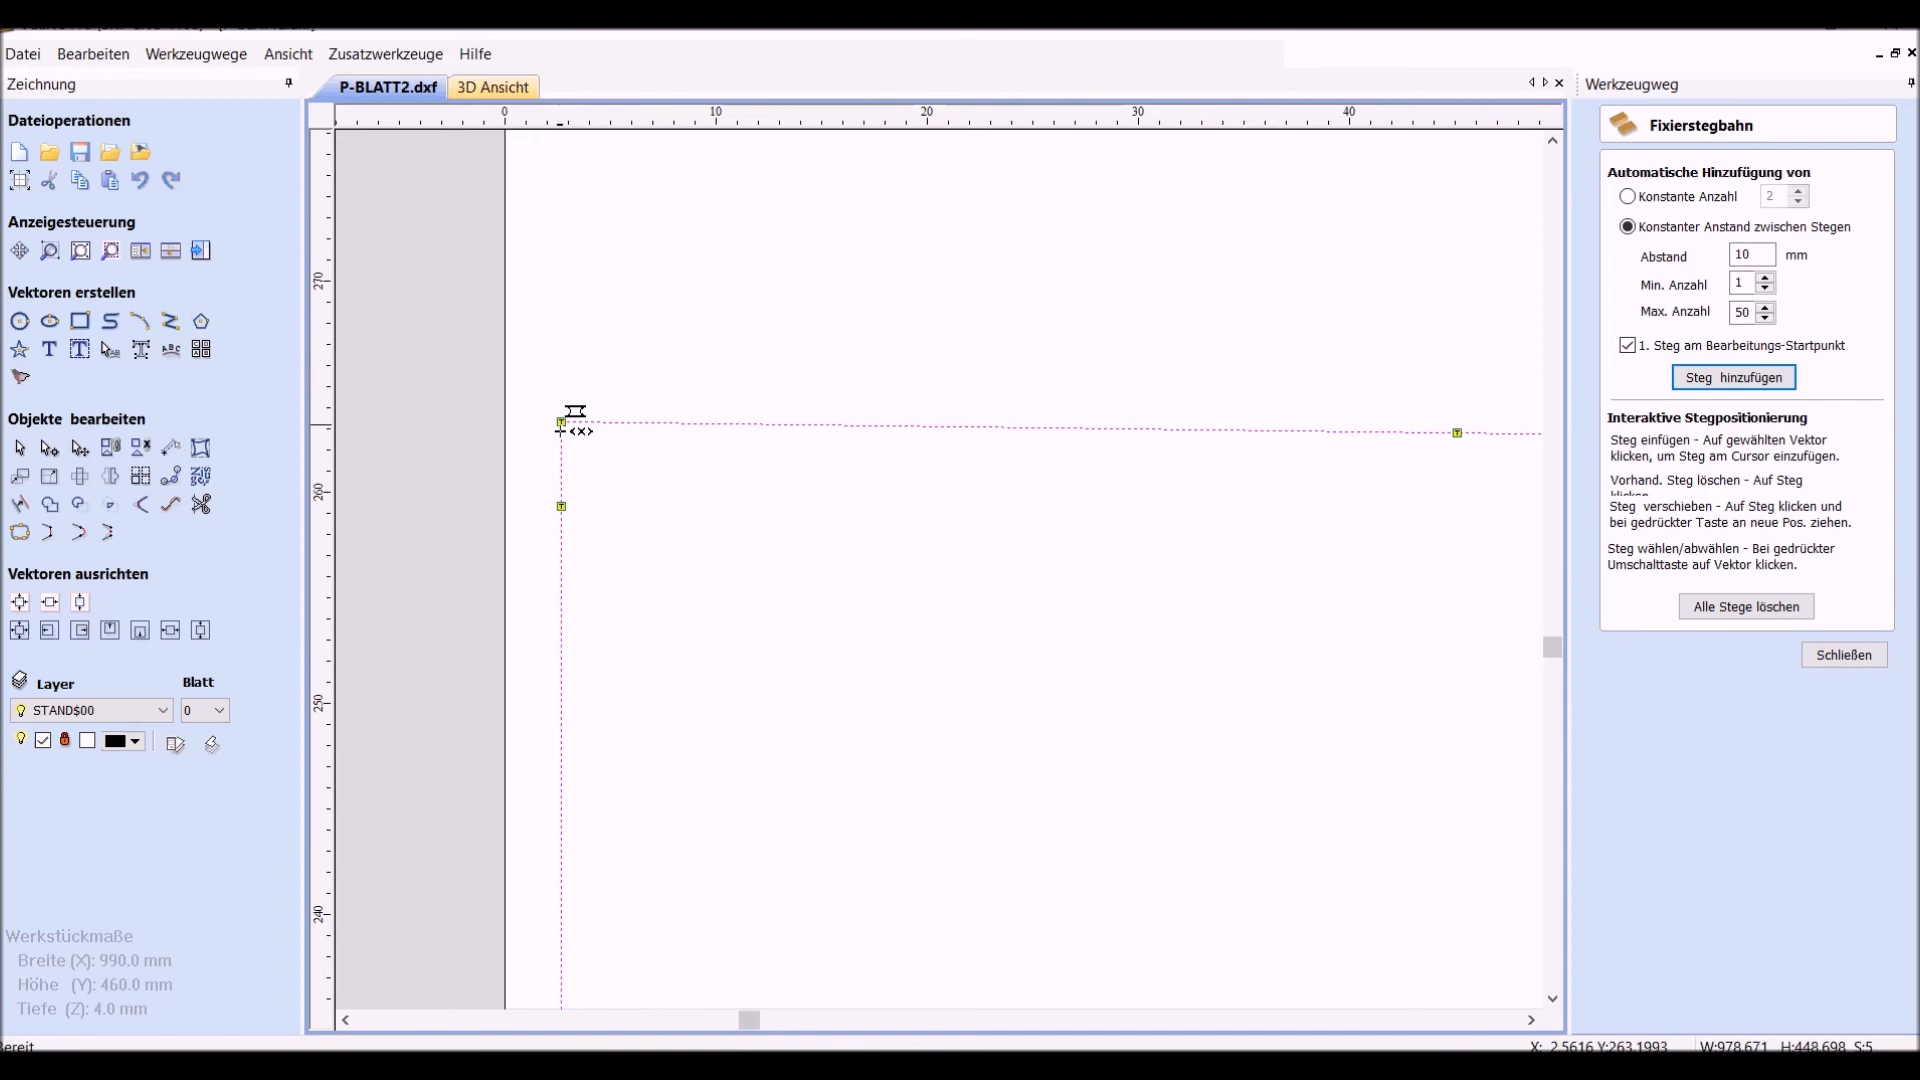 Datei Bearbeiten Werkzeugwege Ansicht Zusatzwerkzeuge Hilfe
Zeichnung
P-BLATT2.dxf 3D Ansicht
Werkzeugweg
Dateioperationen
Anzeigesteuerung
Vektoren erstellen
Objekte bearbeiten
Vektoren ausrichten
Layer Blatt
STAND$00 0
Werkstückmaße
Breite (X): 990.0 mm
Höhe (Y): 460.0 mm
Tiefe (Z): 4.0 mm
0 10 20 30 40
270
260
250
240
Fixierstegbahn
Automatische Hinzufügung von
Konstante Anzahl 2
Konstanter Anstand zwischen Stegen
Abstand 10 mm
Min. Anzahl 1
Max. Anzahl 50
1. Steg am Bearbeitungs-Startpunkt
Steg hinzufügen
Interaktive Stegpositionierung
Steg einfügen - Auf gewählten Vektor
klicken, um Steg am Cursor einzufügen.
Vorhand. Steg löschen - Auf Steg
klicken
Steg verschieben - Auf Steg klicken und
bei gedrückter Taste an neue Pos. ziehen.
Steg wählen/abwählen - Bei gedrückter
Umschalttaste auf Vektor klicken.
Alle Stege löschen
Schließen
Bereit
X: 2.5616 Y:263.1993 W:978.671 H:448.698 S:5